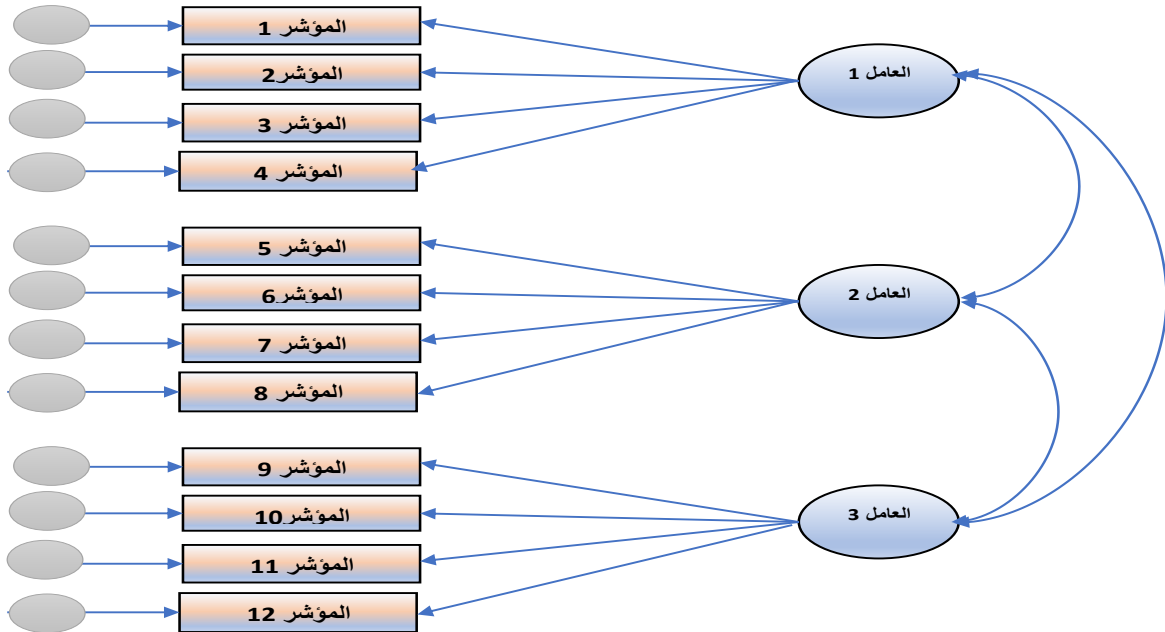 المؤشر 1
المؤشر2
المؤشر 3
المؤشر 4
العامل 1
المؤشر 5
المؤشر6
المؤشر 7
المؤشر 8
العامل 2
المؤشر 9
المؤشر10
المؤشر 11
المؤشر 12
العامل 3